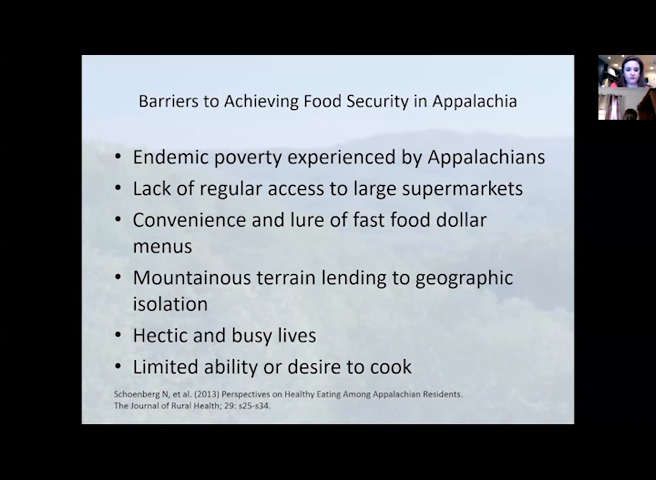 Barriers to Achieving Food Security in Appalachia
• Endemic poverty experienced by Appalachians
• Lack of regular access to large supermarkets
• Convenience and lure of fast food dollar
menus
• Mountainous terrain lending to geographic
isolation
• Hectic and busy lives
• Limited ability or desire to cook
Schoenberg N, et al. (2013) Perspectives on Healthy Eating Among Appalachian Residents.
The Journal of Rural Health; 29: s25-s34.